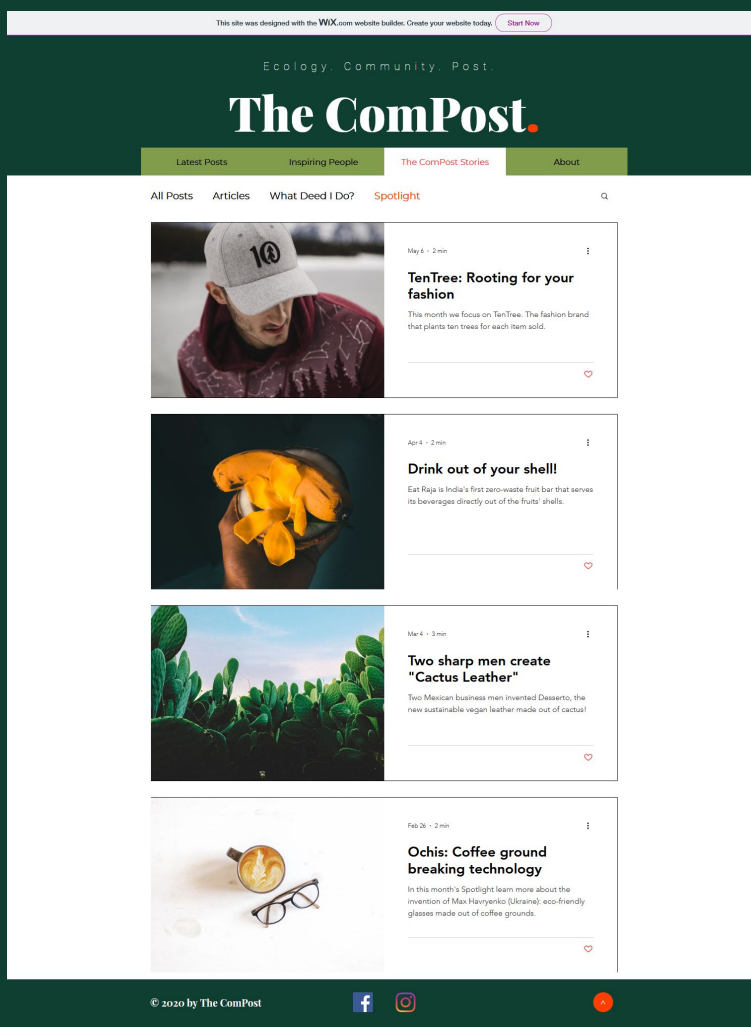 This site was designed with the WiX.com website builder. Create your website today. Start Now
Ecology. Community. Post.
The ComPost.
Latest Posts Inspiring People The ComPost Stories About
All Posts Articles What Deed I Do? Spotlight
10
May 6 · 2 min
TenTree: Rooting for your
fashion
This month we focus on TenTree. The fashion brand
that plants ten trees for each item sold.
Apr 4 · 2 min
Drink out of your shell!
Eat Raja is India's first zero-waste fruit bar that serves
its beverages directly out of the fruits' shells.
Mar 4 · 3 min
Two sharp men create
"Cactus Leather"
Two Mexican business men invented Desserto, the
new sustainable vegan leather made out of cactus!
Feb 26 · 2 min
Ochis: Coffee ground
breaking technology
In this month's Spotlight learn more about the
invention of Max Havryenko (Ukraine): eco-friendly
glasses made out of coffee grounds.
© 2020 by The ComPost